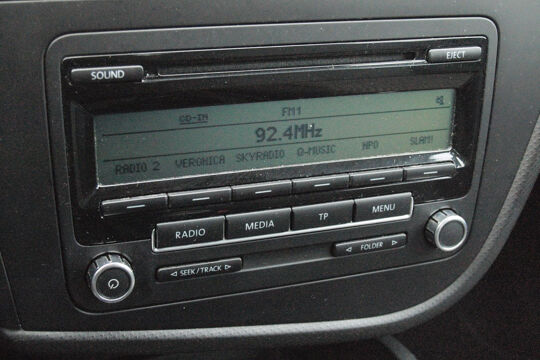 SOUND
EJECT
CD-IN FM1
92.4MHz
RADIO 2 VERONICA SKYRADIO Q-MUSIC NPO SLAM!
RADIO MEDIA TP MENU
SEEK / TRACK
FOLDER